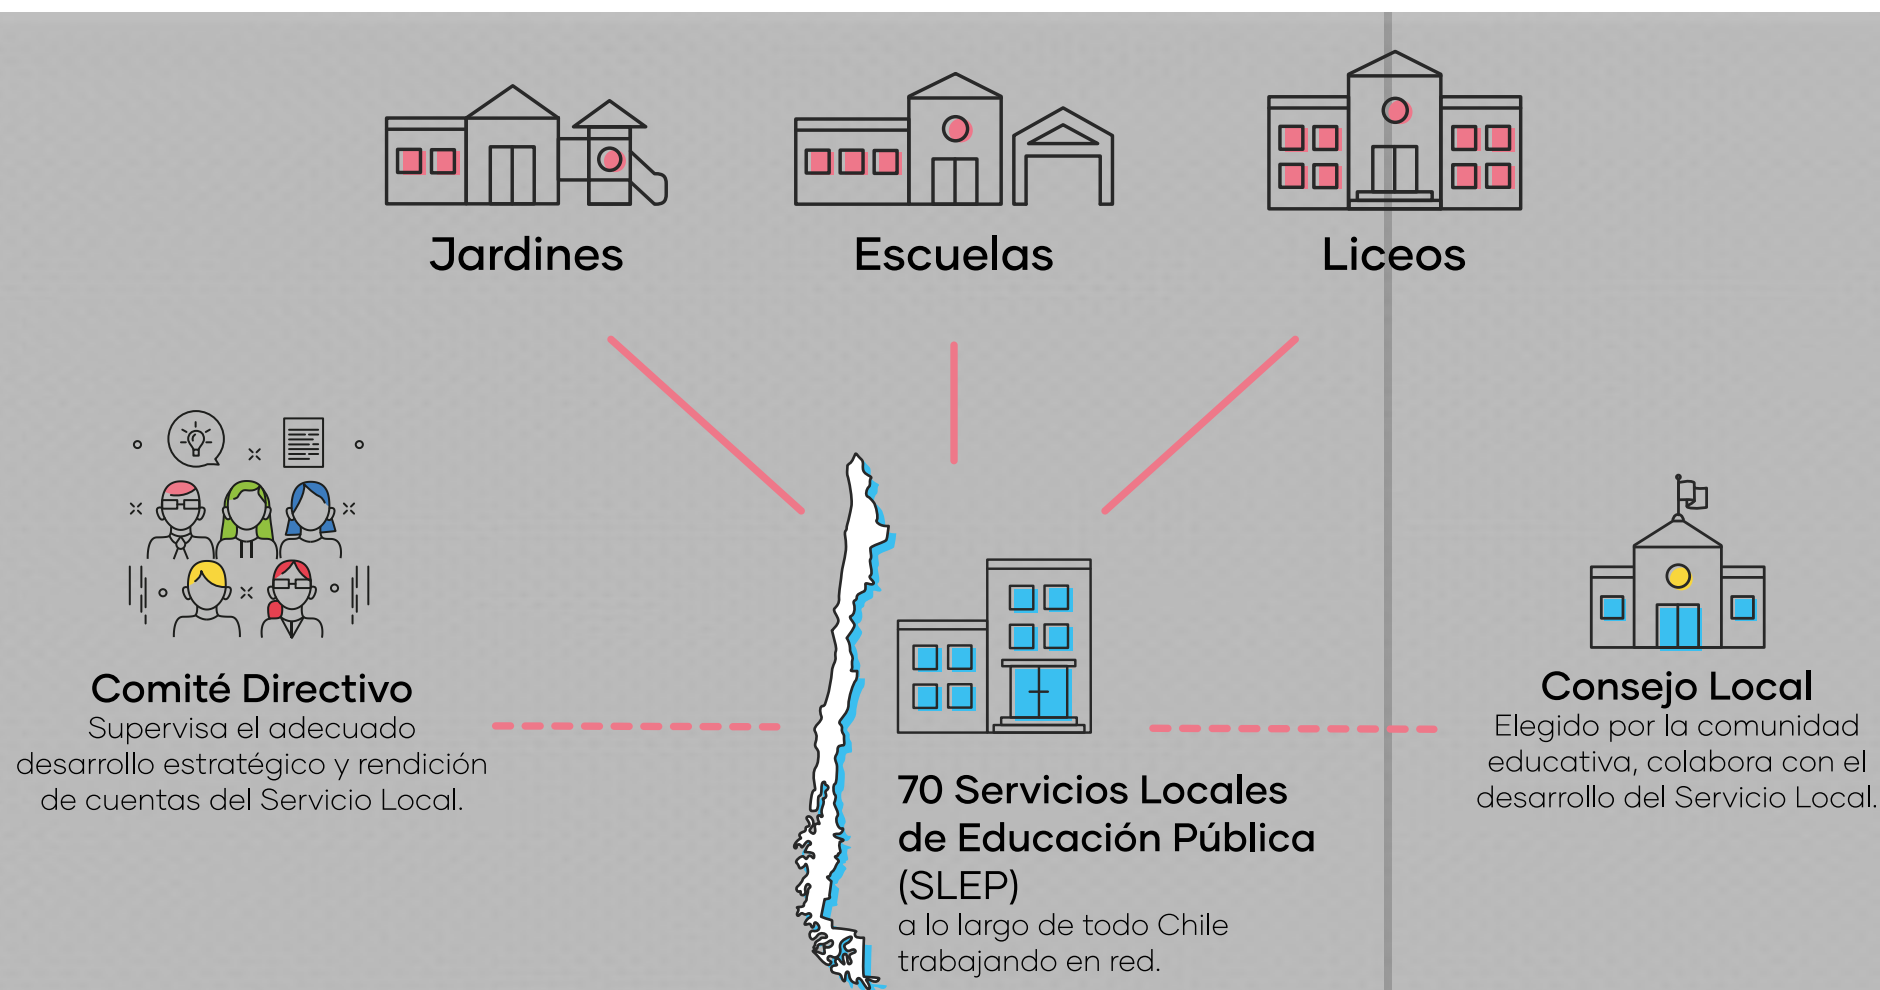 Jardines
Escuelas
Liceos
Comité Directivo
Supervisa el adecuado
desarrollo estratégico y rendición
de cuentas del Servicio Local.
70 Servicios Locales
de Educación Pública
(SLEP)
a lo largo de todo Chile
trabajando en red.
Consejo Local
Elegido por la comunidad
educativa, colabora con el
desarrollo del Servicio Local.